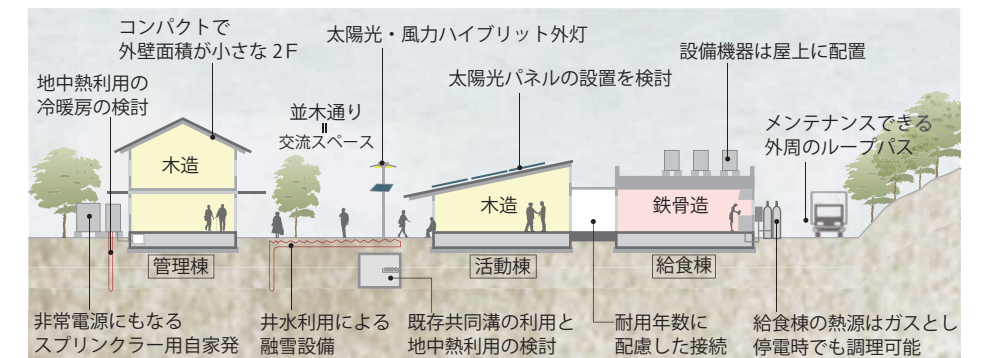 コンパクトで
外壁面積が小さな 2F
太陽光・風力ハイブリット外灯
設備機器は屋上に配置
地中熱利用の
冷暖房の検討
太陽光パネルの設置を検討
並木通り
=
交流スペース
メンテナンスできる
外周のループパス
木造
木造
鉄骨造
管理棟
活動棟
給食棟
非常電源にもなる
スプリンクラー用自家発
井水利用による
融雪設備
既存共同溝の利用と
地中熱利用の検討
耐用年数に
配慮した接続
給食棟の熱源はガスとし
停電時でも調理可能